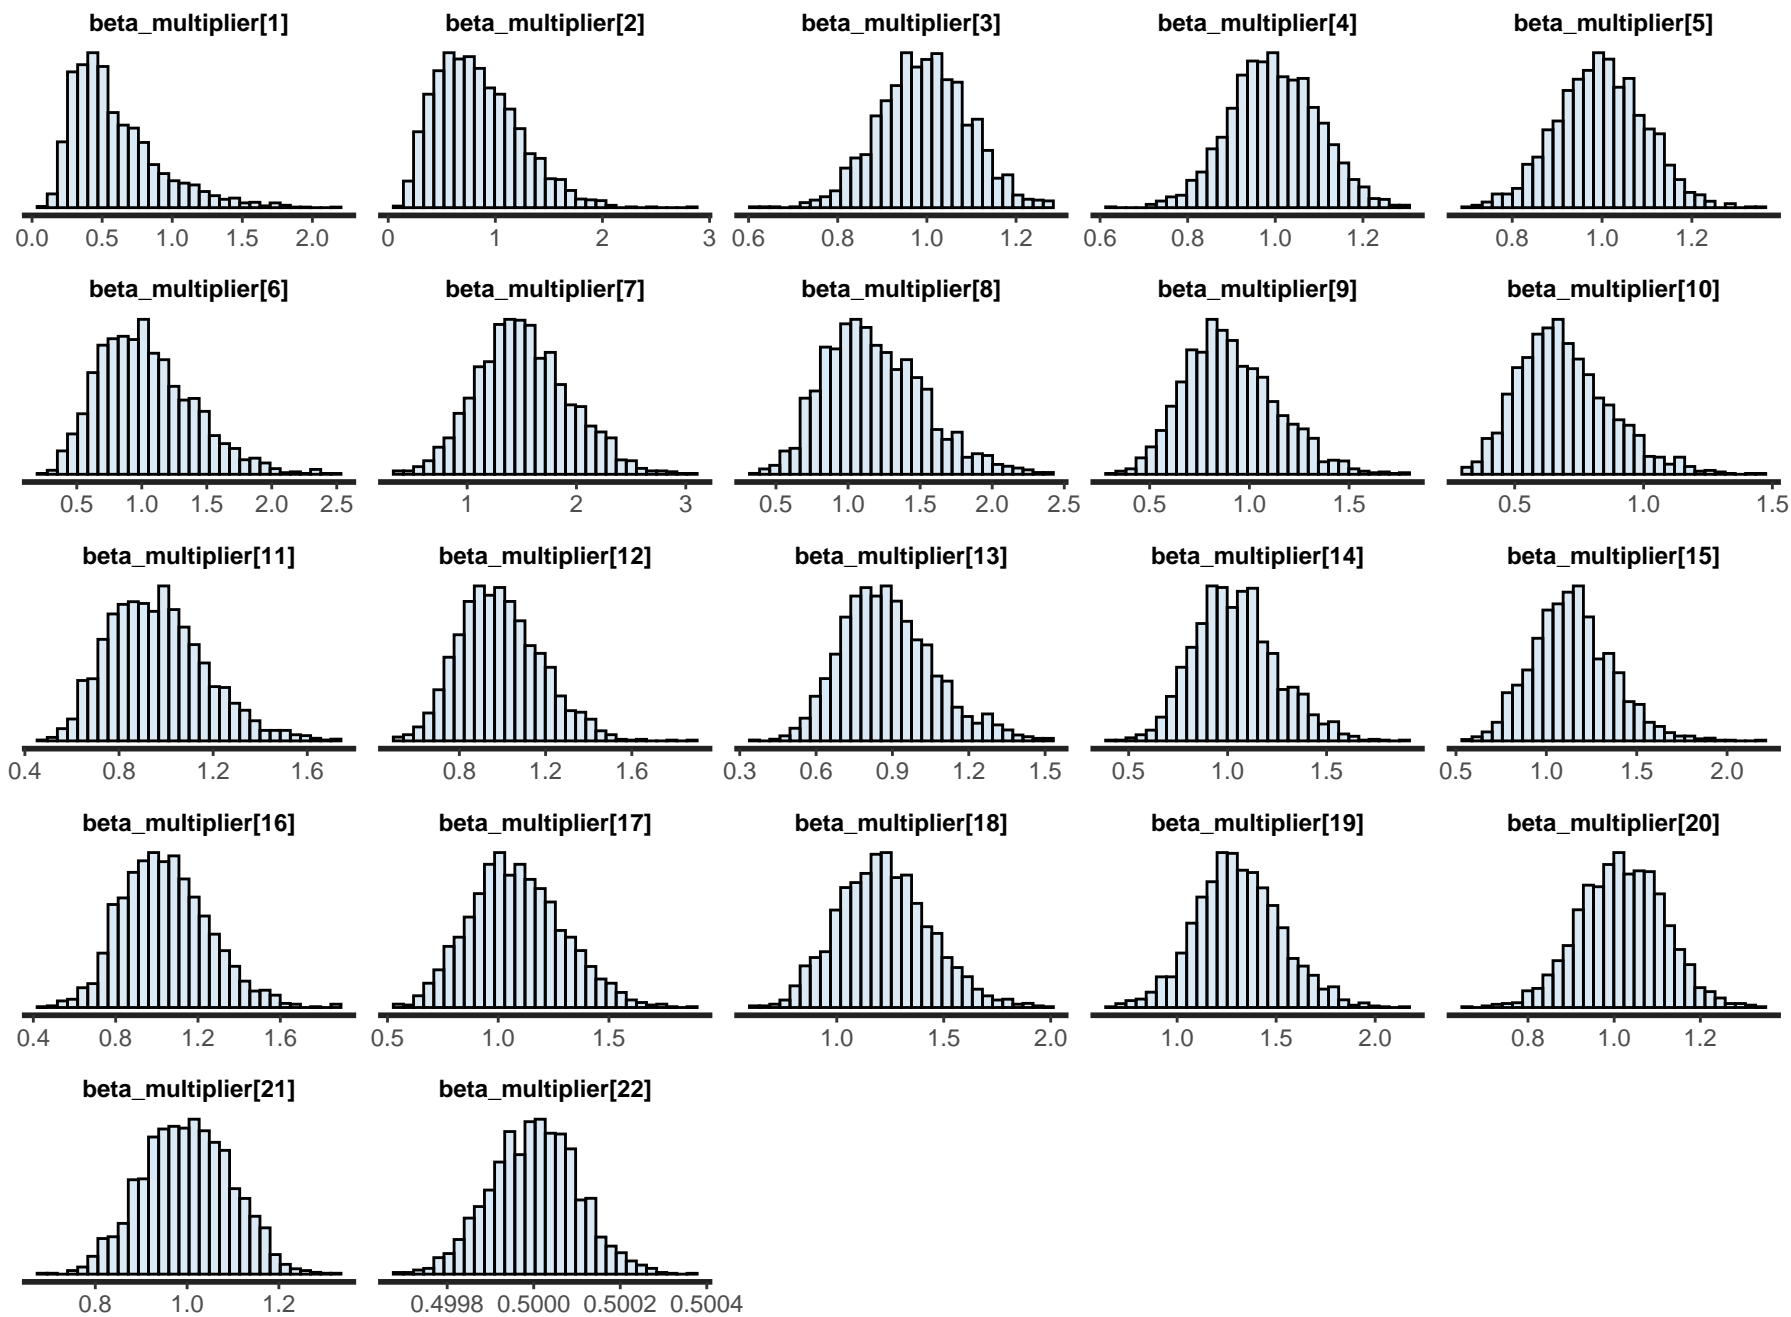 beta_multiplier[1] beta_multiplier[2] beta_multiplier[3] beta_multiplier[4] beta_multiplier[5]
0.0 0.5 1.0 1.5 2.0 0 1 2 3 0.6 0.8 1.0 1.2 0.6 0.8 1.0 1.2 0.8 1.0 1.2
beta_multiplier[6] beta_multiplier[7] beta_multiplier[8] beta_multiplier[9] beta_multiplier[10]
0.5 1.0 1.5 2.0 2.5 1 2 3 0.5 1.0 1.5 2.0 2.5 0.5 1.0 1.5 0.5 1.0 1.5
beta_multiplier[11] beta_multiplier[12] beta_multiplier[13] beta_multiplier[14] beta_multiplier[15]
0.4 0.8 1.2 1.6 0.8 1.2 1.6 0.3 0.6 0.9 1.2 1.5 0.5 1.0 1.5 0.5 1.0 1.5 2.0
beta_multiplier[16] beta_multiplier[17] beta_multiplier[18] beta_multiplier[19] beta_multiplier[20]
0.4 0.8 1.2 1.6 0.5 1.0 1.5 1.0 1.5 2.0 1.0 1.5 2.0 0.8 1.0 1.2
beta_multiplier[21] beta_multiplier[22]
0.8 1.0 1.2 0.4998 0.5000 0.5002 0.5004